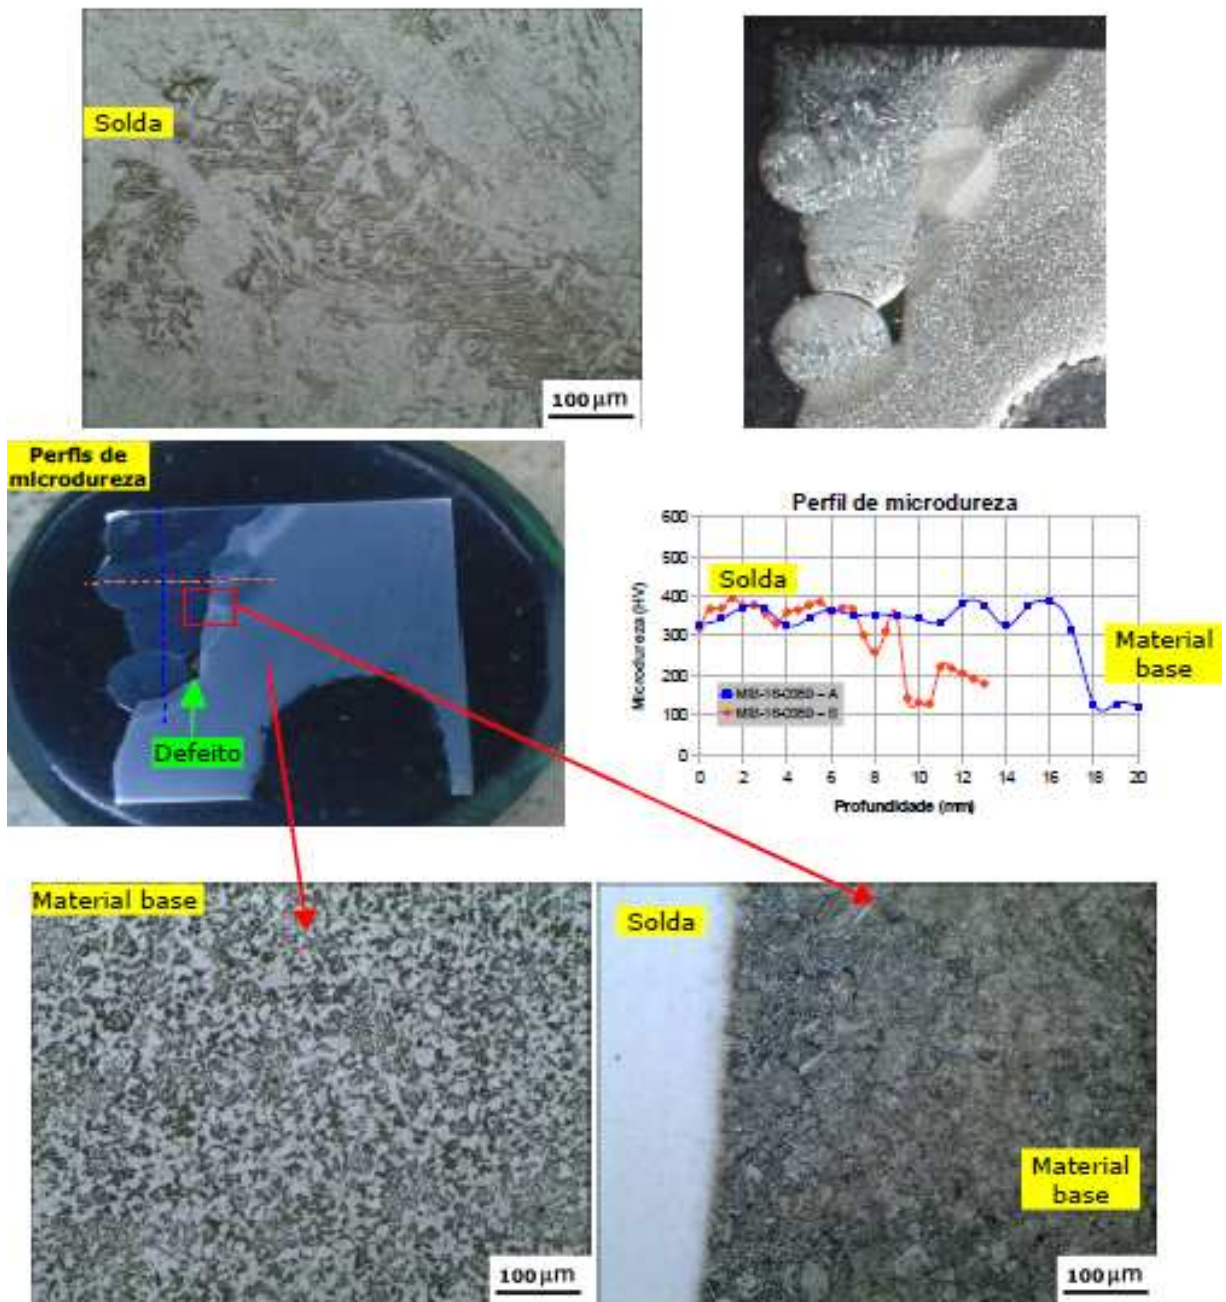 Solda
100 µm
Perfis de
microdureza
Defeito
Perfil de microdureza
600
500
400
300
200
100
0
Microdureza (HV)
Solda
Material
base
0
2
4
6
8
10
12
14
16
18
20
Profundidade (mm)
Material base
100 µm
Solda
Material
base
100 µm